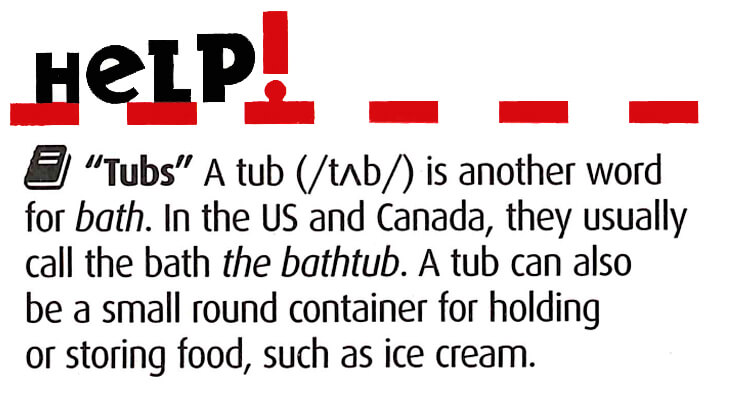 HeLP!
“Tubs” A tub (/tʌb/) is another word
for bath. In the US and Canada, they usually
call the bath the bathtub. A tub can also
be a small round container for holding
or storing food, such as ice cream.